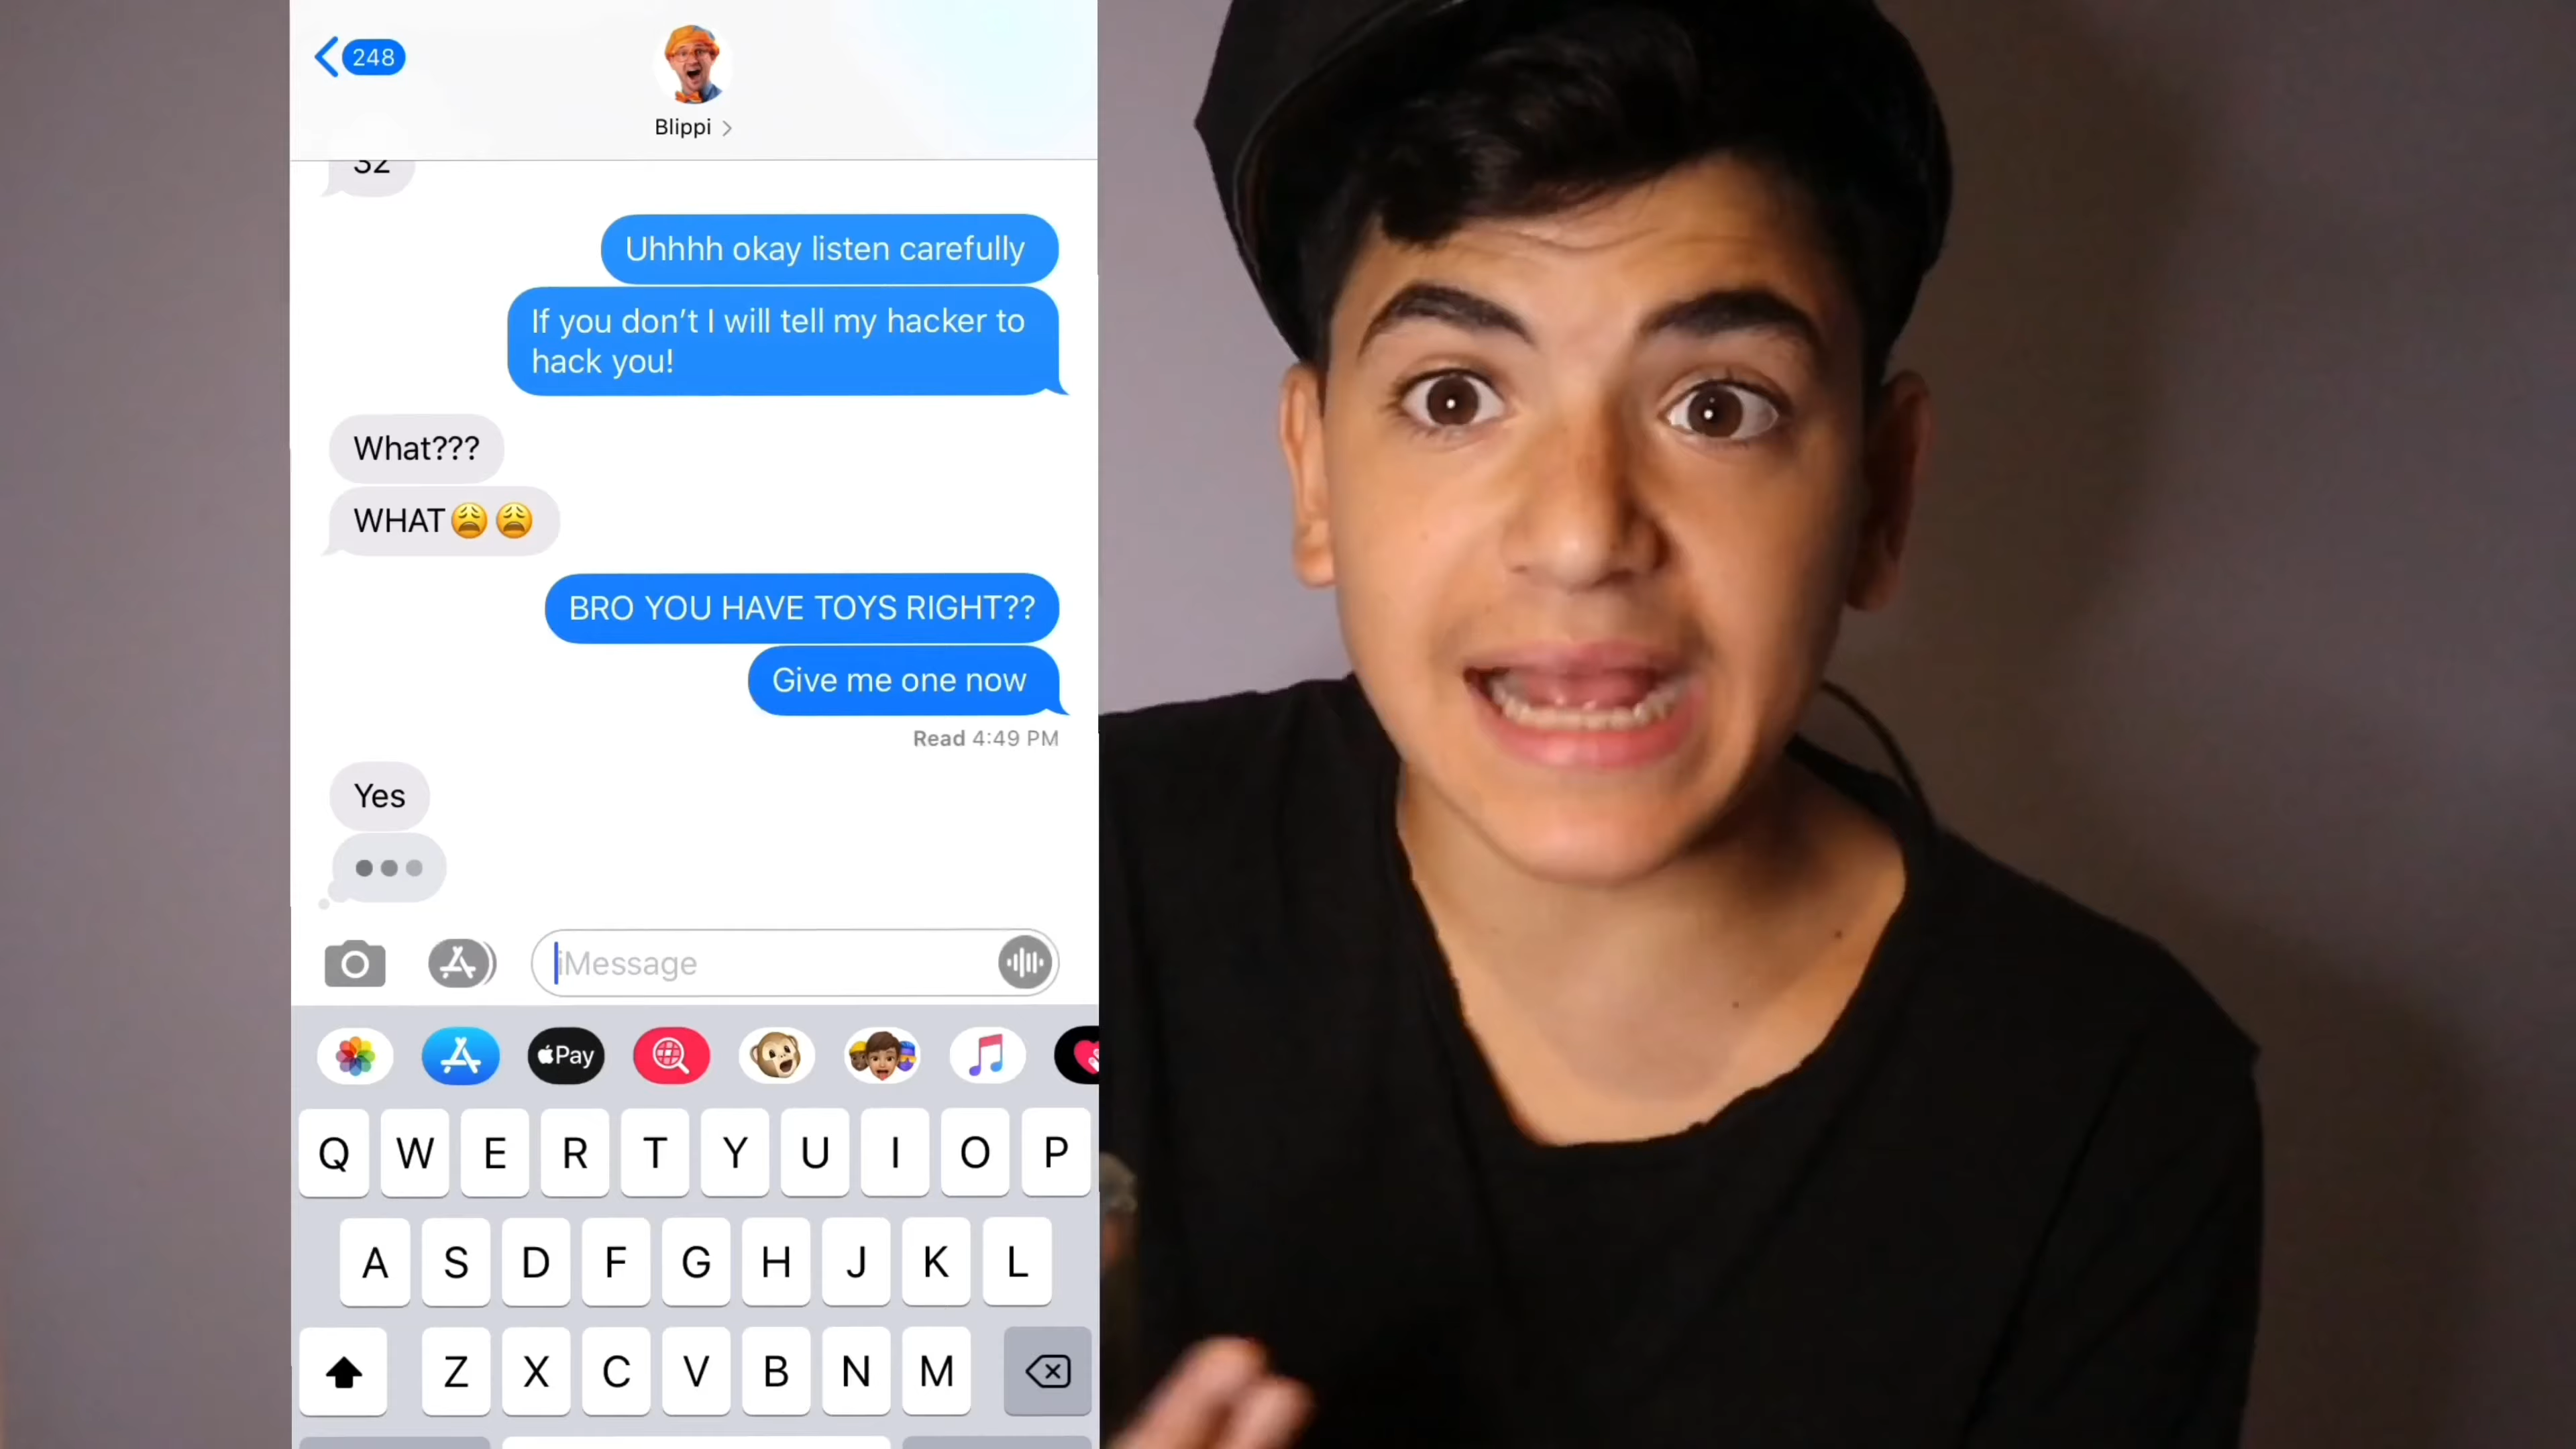 248
Blippi
32
Uhhhh okay listen carefully
If you don't I will tell my hacker to
hack you!
What???
WHAT😩😩
BRO YOU HAVE TOYS RIGHT??
Give me one now
Read 4:49 PM
Yes
iMessage
Pay
Q W E R T Y U I O P
A S D F G H J K L
Z X C V B N M